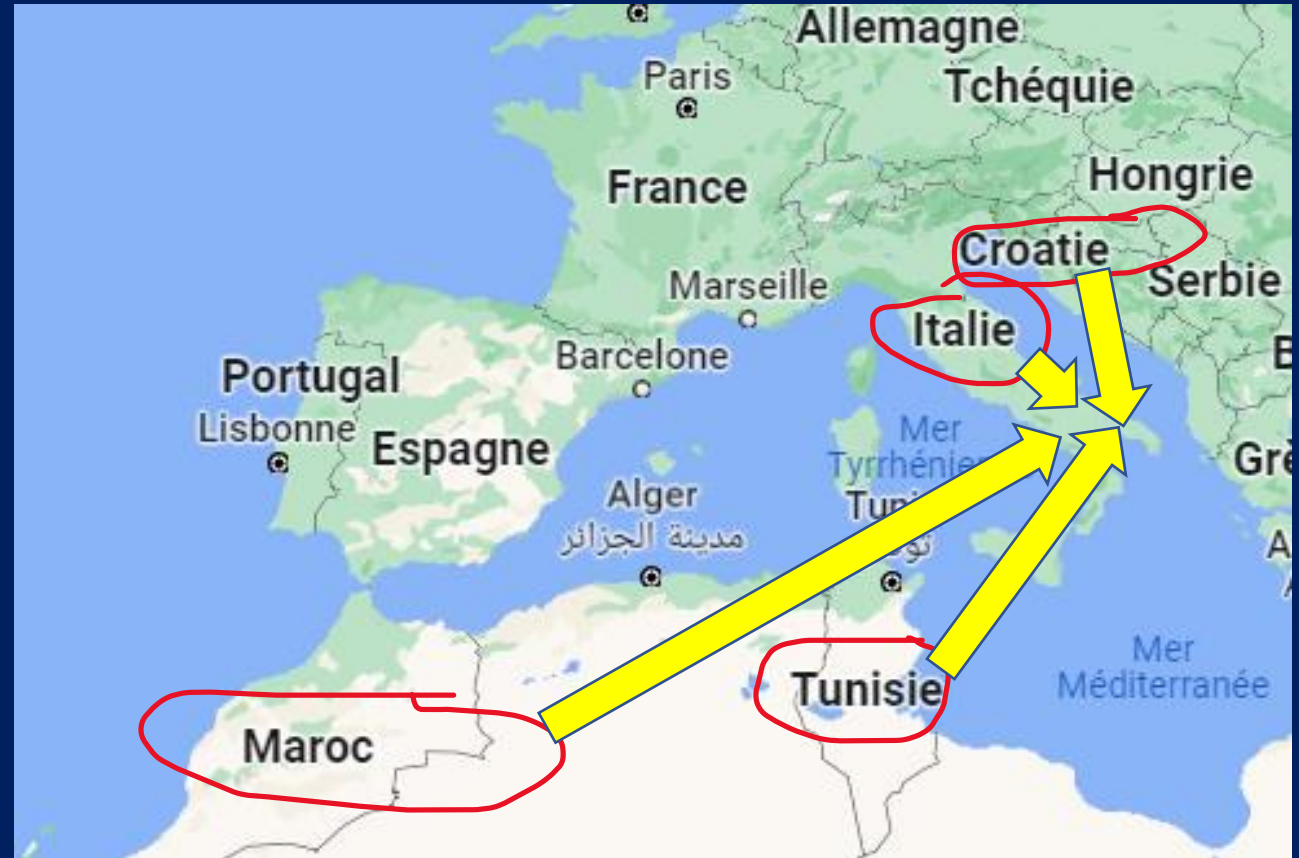 Allemagne
Paris
Tchéquie
Hongrie
France
Croatie
Serbie
Marseille
Italie
Barcelone
Portugal
Lisbonne
Espagne
Mer
Alger
مدينة الجزائر
Mer
Méditerranée
Tunisie
Maroc